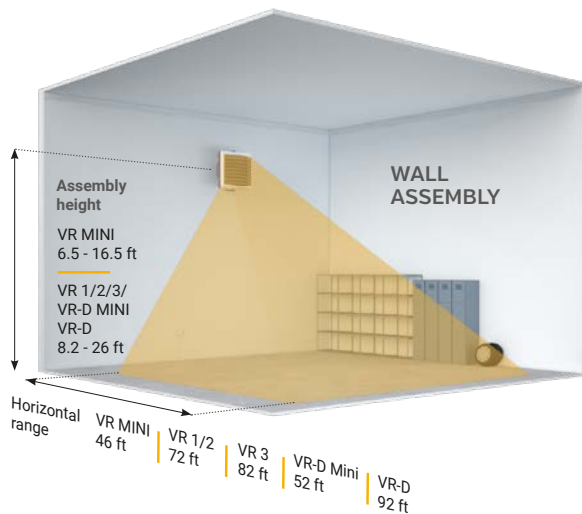 WALL
ASSEMBLY
Assembly
height
VR MINI
6.5 - 16.5 ft
VR 1/2/3/
VR-D MINI
VR-D
8.2 - 26 ft
Horizontal
range
VR MINI
46 ft
VR 1/2
72 ft
VR 3
82 ft
VR-D Mini
52 ft
VR-D
92 ft